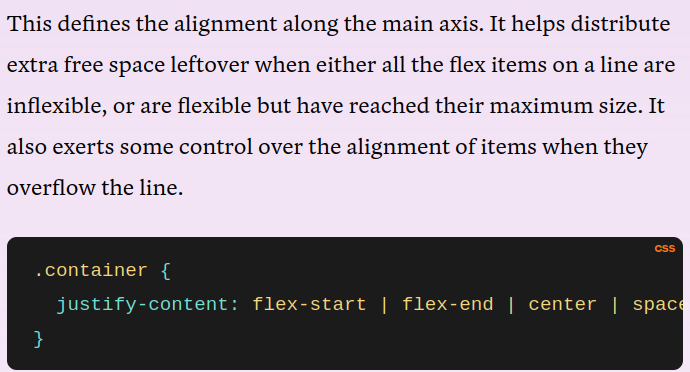 This defines the alignment along the main axis. It helps distribute
extra free space leftover when either all the flex items on a line are
inflexible, or are flexible but have reached their maximum size. It
also exerts some control over the alignment of items when they
overflow the line.
css
.container {
  justify-content: flex-start | flex-end | center | space
}